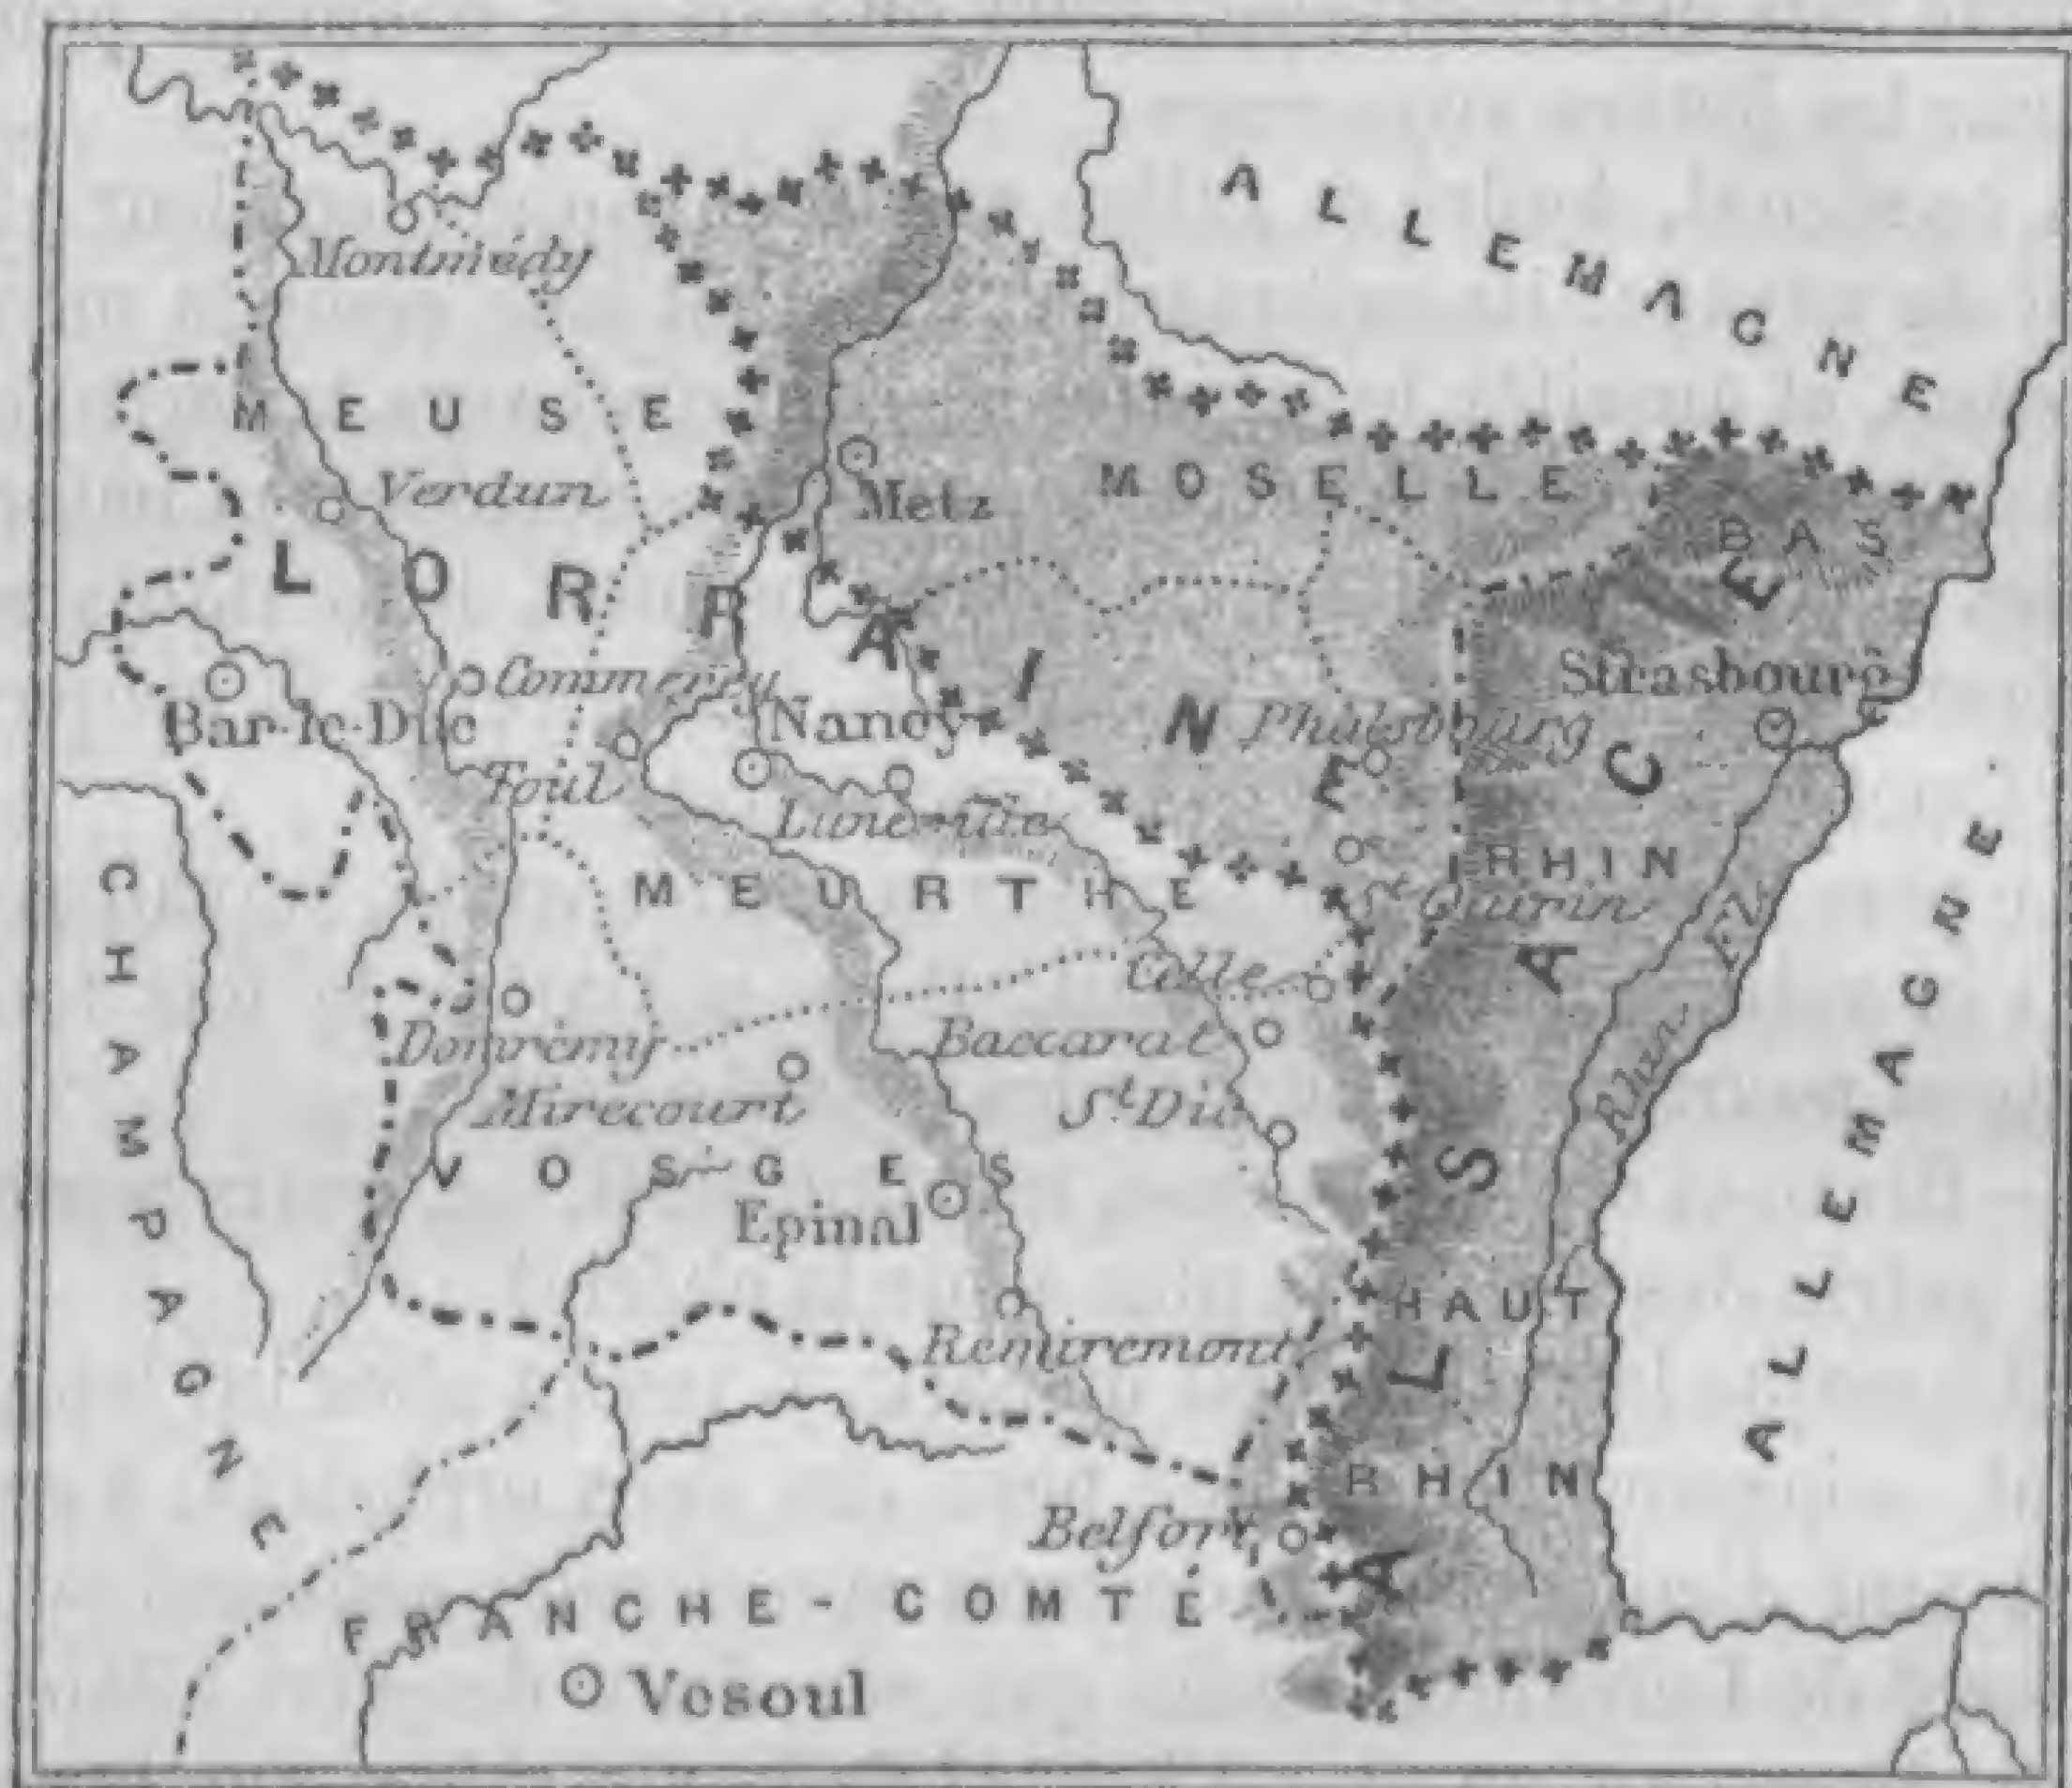 ALLEMAGNE
Montmédy
MEUSE
Verdun
Metz
MOSELLE
BAS
LORRAINE
Strasbourg
Commercy
Bar-le-Duc
Nancy
Phalsbourg
Toul
Lunéville
RHIN
MEURTHE
St Quirin
ALSACE
Ill
CHAMPAGNE
Celle
Domrémy
Baccarat
Rhin
Mirecourt
St Dié
ALLEMAGNE
VOSGES
Epinal
HAUT
Remiremont
RHIN
Belfort
FRANCHE-COMTÉ
Vesoul